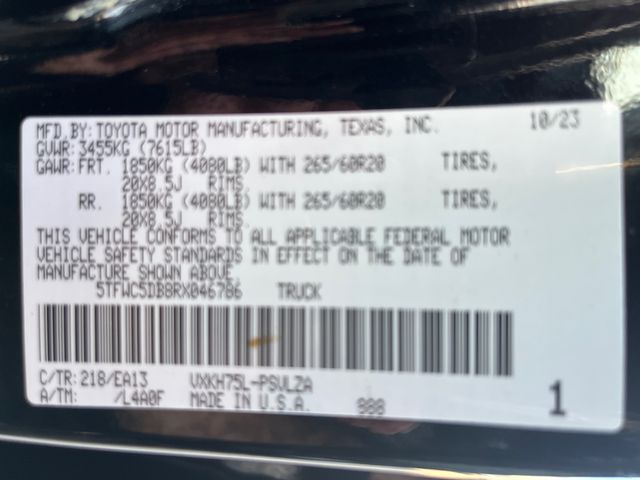 MFD.BY: TOYOTA MOTOR MANUFACTURING, TEXAS, INC. 10/23
GVWR: 3455KG (7615LB)
GAWR: FRT. 1850KG (4080LB) WITH 265/60R20 TIRES,
20X8.5J RIMS.
RR. 1850KG (4080LB) WITH 265/60R20 TIRES,
20X8.5J RIMS.
THIS VEHICLE CONFORMS TO ALL APPLICABLE FEDERAL MOTOR
VEHICLE SAFETY STANDARDS IN EFFECT ON THE DATE OF
MANUFACTURE SHOWN ABOVE.
5TFWC5DB8RX046786 TRUCK
C/TR: 218/EA13 VXKH75L-PSVLZA
A/TM: /L4A0F MADE IN U.S.A. 1